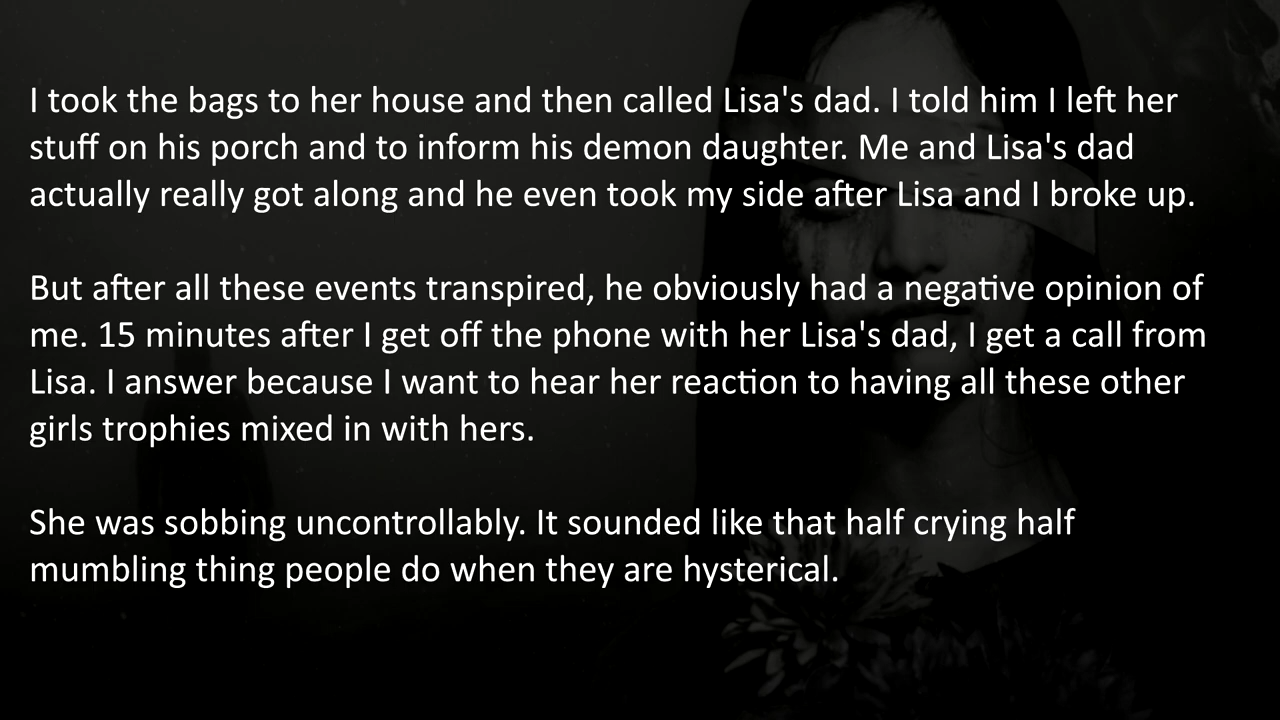 I took the bags to her house and then called Lisa's dad. I told him I left her
stuff on his porch and to inform his demon daughter. Me and Lisa's dad
actually really got along and he even took my side after Lisa and I broke up.
But after all these events transpired, he obviously had a negative opinion of
me. 15 minutes after I get off the phone with her Lisa's dad, I get a call from
Lisa. I answer because I want to hear her reaction to having all these other
girls trophies mixed in with hers.
She was sobbing uncontrollably. It sounded like that half crying half
mumbling thing people do when they are hysterical.